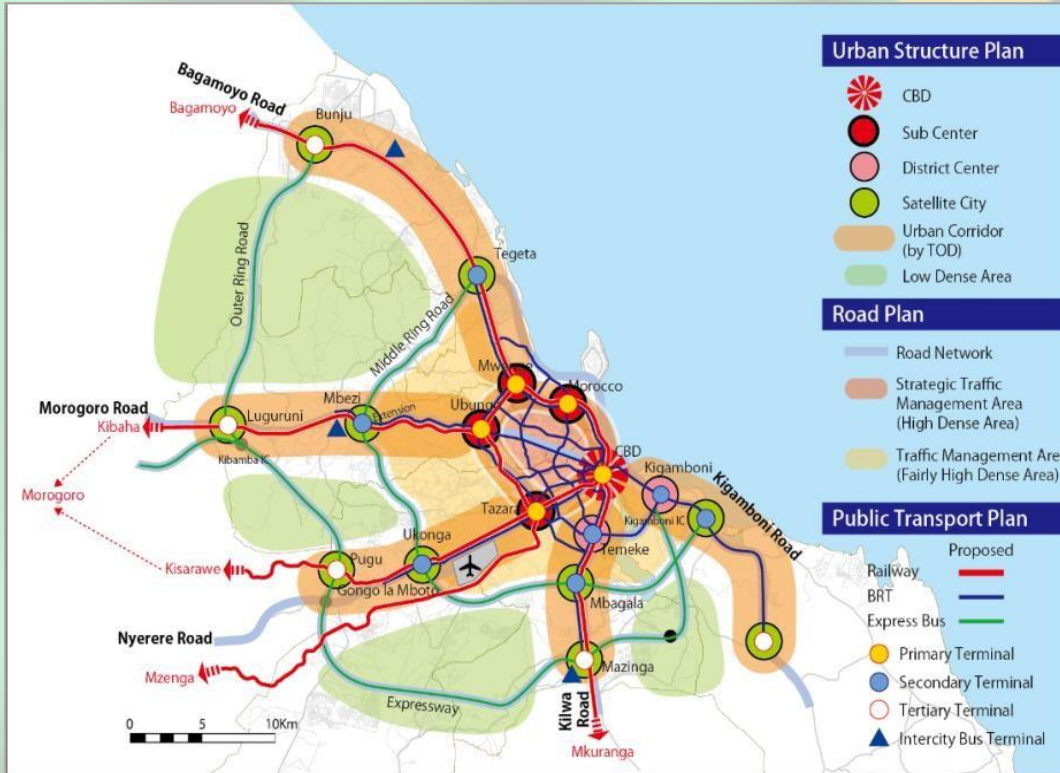 Urban Structure Plan
CBD
Sub Center
District Center
Satellite City
Urban Corridor
(by TOD)
Low Dense Area
Road Plan
Road Network
Strategic Traffic
Management Area
(High Dense Area)
Traffic Management Are
(Fairly High Dense Area)
Public Transport Plan
Proposed
Railway
BRT
Express Bus
Primary Terminal
Secondary Terminal
Tertiary Terminal
Intercity Bus Terminal
Bagamoyo Road
Bagamoyo
Bunju
Outer Ring Road
Tegeta
Middle Ring Road
Morocco
Mbezi
Extension
Morogoro Road
Luguruni
Kibaha
Kibamba IC
CBD
Kigamboni
Kigamboni IC
Kigamboni Road
Morogoro
Ukonga
Temeke
Kisarawe
Pugu
Gongo la Mboto
Mbagala
Nyerere Road
Mzenga
Mazinga
Expressway
Kilwa
Road
Mkuranga
0 5 10Km